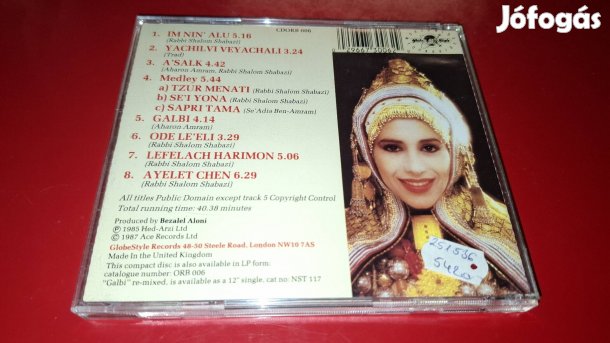 Jófogás
CDORB 006
1. IM NIN' ALU 5.16
(Rabbi Shalom Shabazi)
2. YACHILVI VEYACHALI 3.24
(Trad)
3. A'SALK 4.42
(Aharon Amram, Rabbi Shalom Shabazi)
4. Medley 5.44
a) TZUR MENATI (Rabbi Shalom Shabazi)
b) SE'I YONA (Rabbi Shalom Shabazi)
c) SAPRI TAMA (Se'Adia Ben-Amram)
5. GALBI 4.14
(Aharon Amram)
6. ODE LE'ELI 3.29
(Rabbi Shalom Shabazi)
7. LEFELACH HARIMON 5.06
(Rabbi Shalom Shabazi)
8. AYELET CHEN 6.29
(Rabbi Shalom Shabazi)
All titles Public Domain except track 5 Copyright Control
Total running time: 40.38 minutes
Produced by Bezalel Aloni
℗ 1985 Hed-Arzi Ltd
© 1987 Ace Records Ltd
GlobeStyle Records 48-50 Steele Road, London NW10 7AS
Made in the United Kingdom
This compact disc is also available in LP form:
catalogue number: ORB 006
"Galbi" re-mixed, is available as a 12" single, cat no: NST 117
251.536